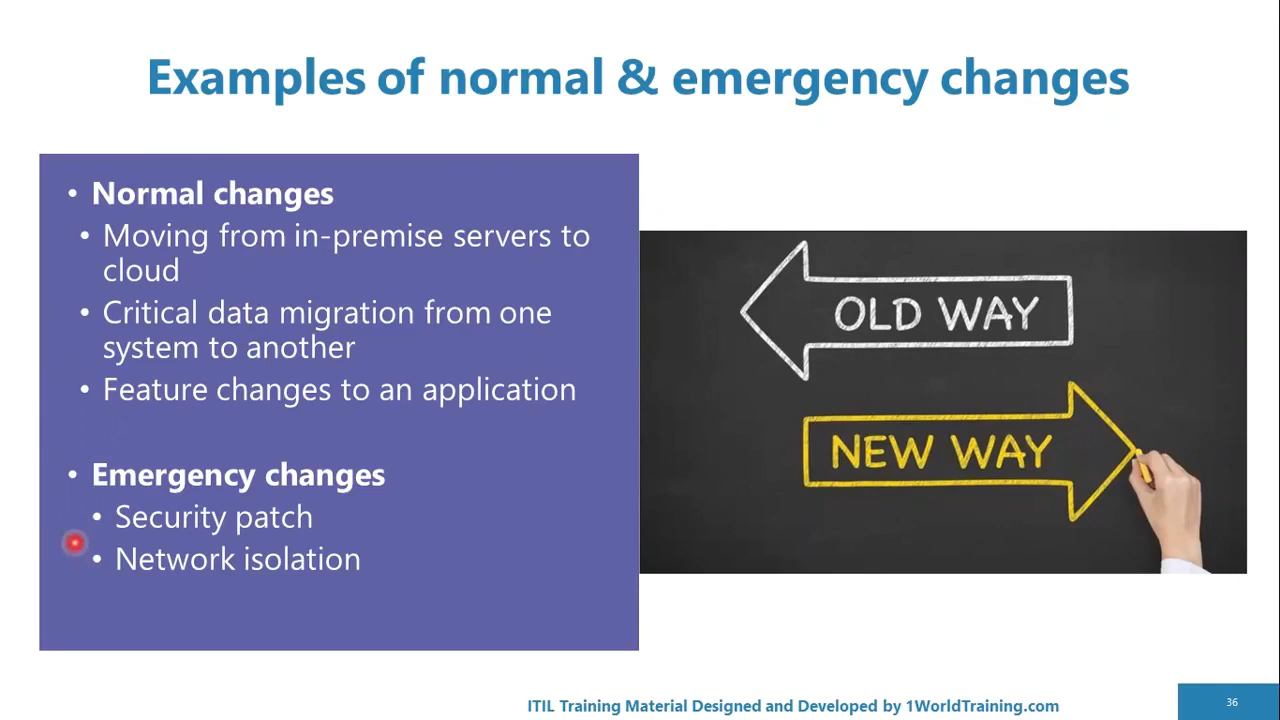 Examples of normal & emergency changes
• Normal changes
• Moving from in-premise servers to
cloud
• Critical data migration from one
system to another
• Feature changes to an application
• Emergency changes
• Security patch
• Network isolation
OLD WAY
NEW WAY
ITIL Training Material Designed and Developed by 1WorldTraining.com
36